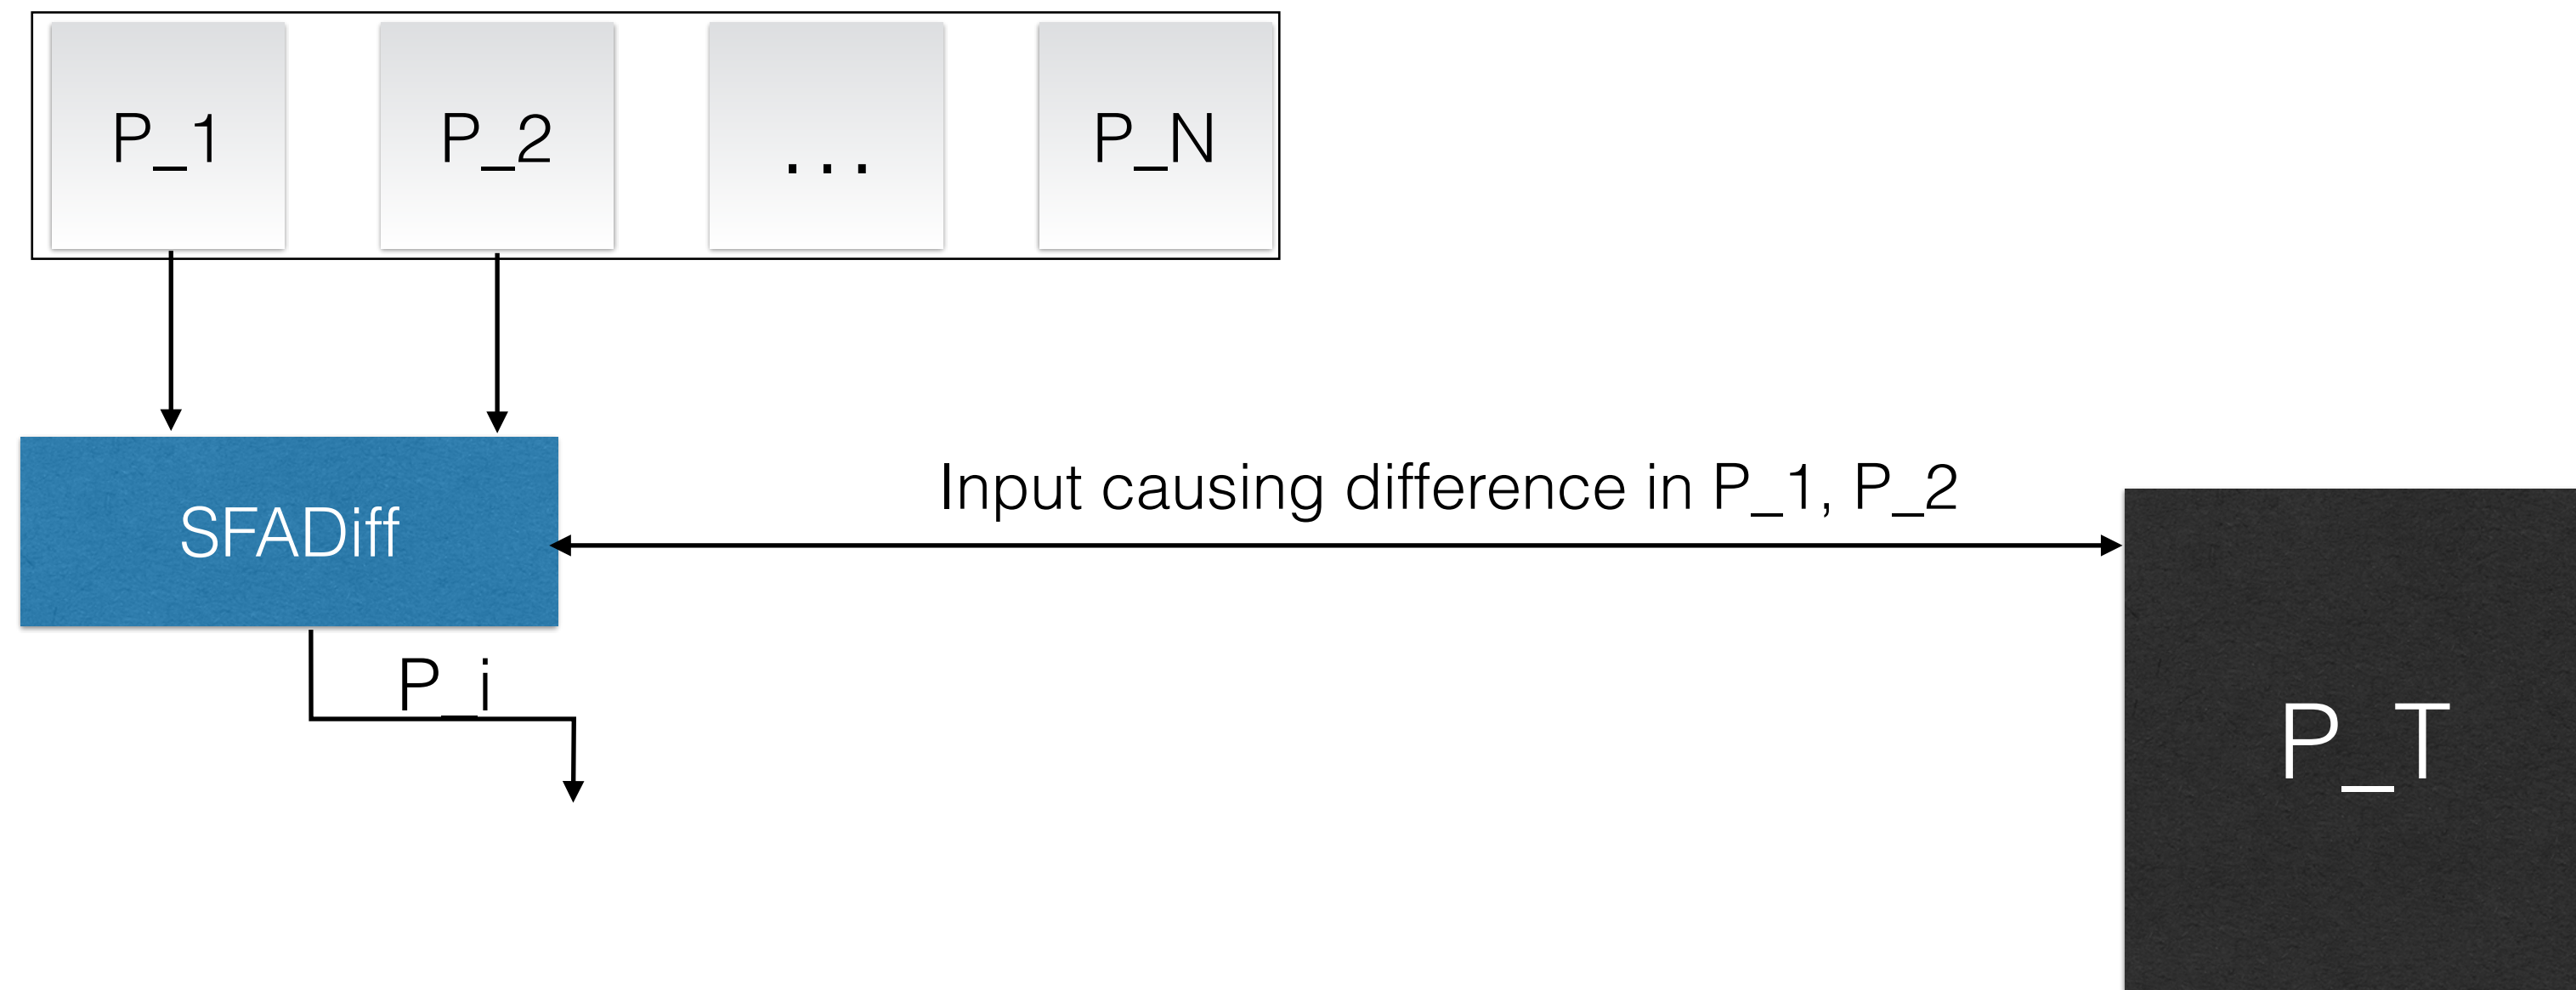 P_1
P_2
...
P_N
Input causing difference in P_1, P_2
SFADiff
P_i
P_T